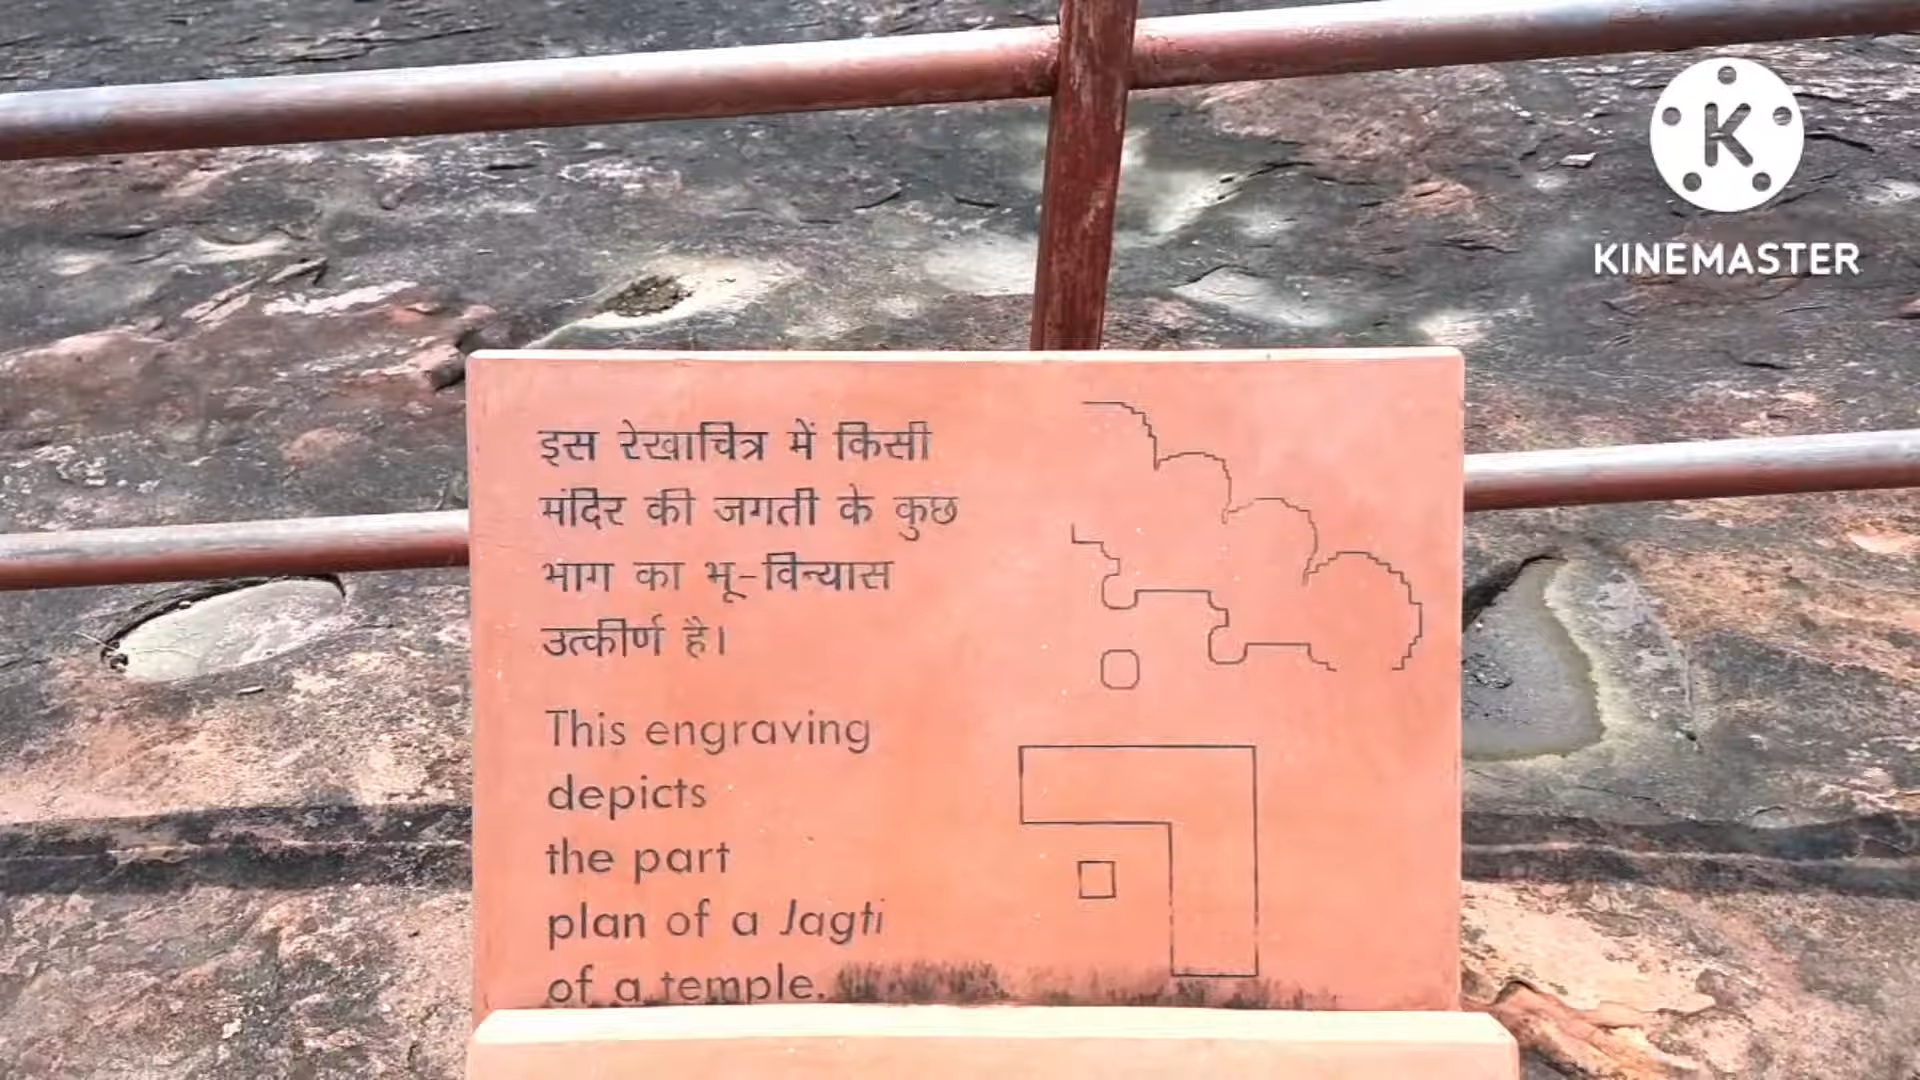 KINEMASTER
इस रेखाचित्र में किसी
मंदिर की जगती के कुछ
भाग का भू-विन्यास
उत्कीर्ण है।
This engraving
depicts
the part
plan of a Jagti
of a temple.